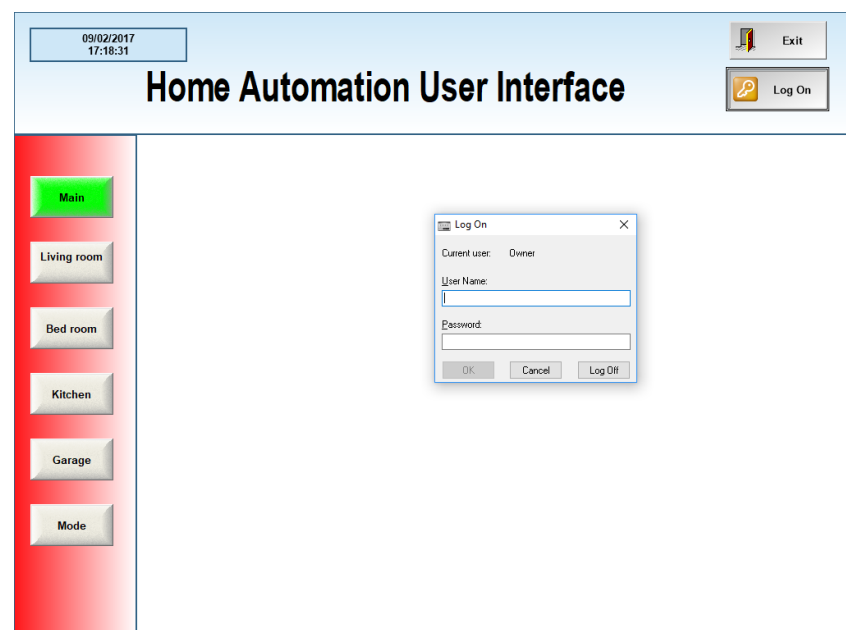 09/02/2017
17:18:31
Exit
Home Automation User Interface
Log On
Main
Living room
Bed room
Kitchen
Garage
Mode
Log On
Current user: Owner
User Name:
Password:
OK Cancel Log Off